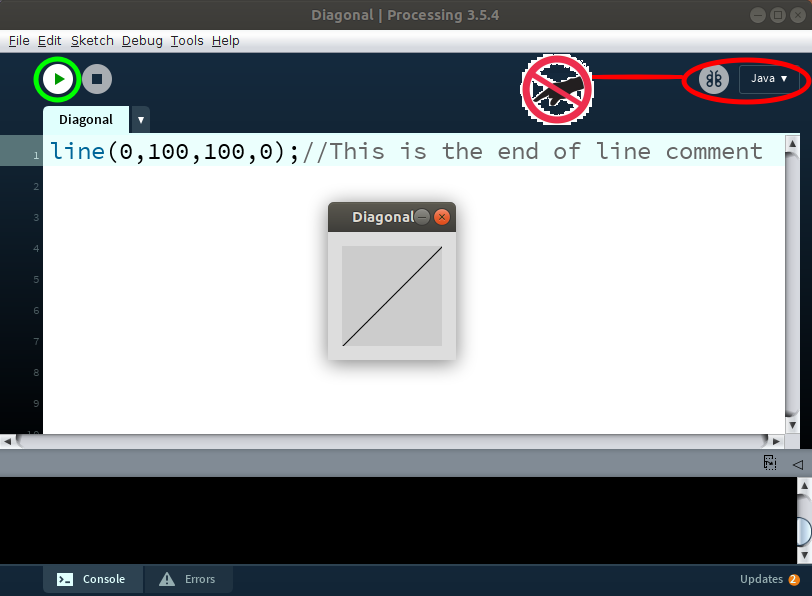 Diagonal | Processing 3.5.4
File Edit Sketch Debug Tools Help
Java
Diagonal
1 line(0,100,100,0);//This is the end of line comment
2
3
4
5
6
7
8
9
10
Diagonal
Console Errors Updates 2